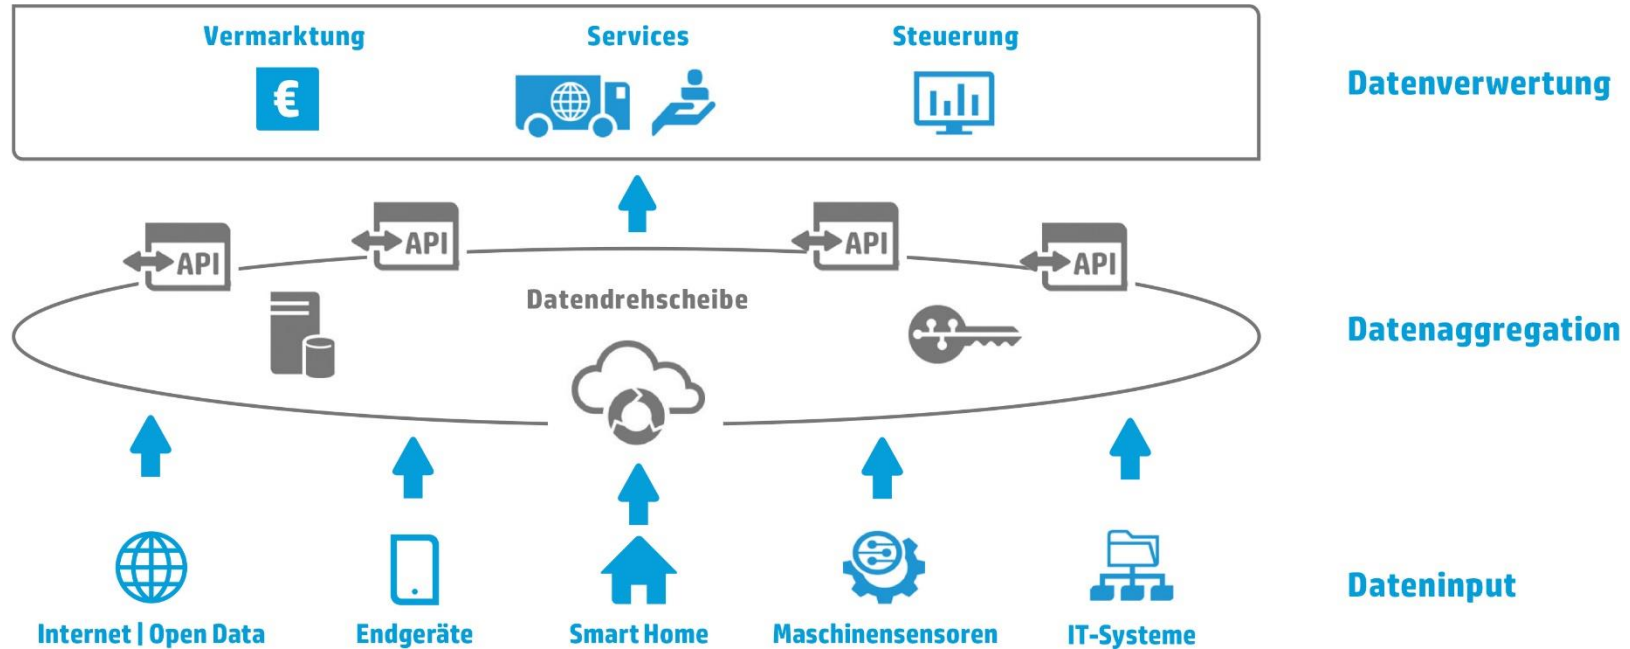 Vermarktung
Services
Steuerung
€
Datenverwertung
API
API
API
API
Datendrehscheibe
Datenaggregation
Internet | Open Data
Endgeräte
Smart Home
Maschinensensoren
IT-Systeme
Dateninput